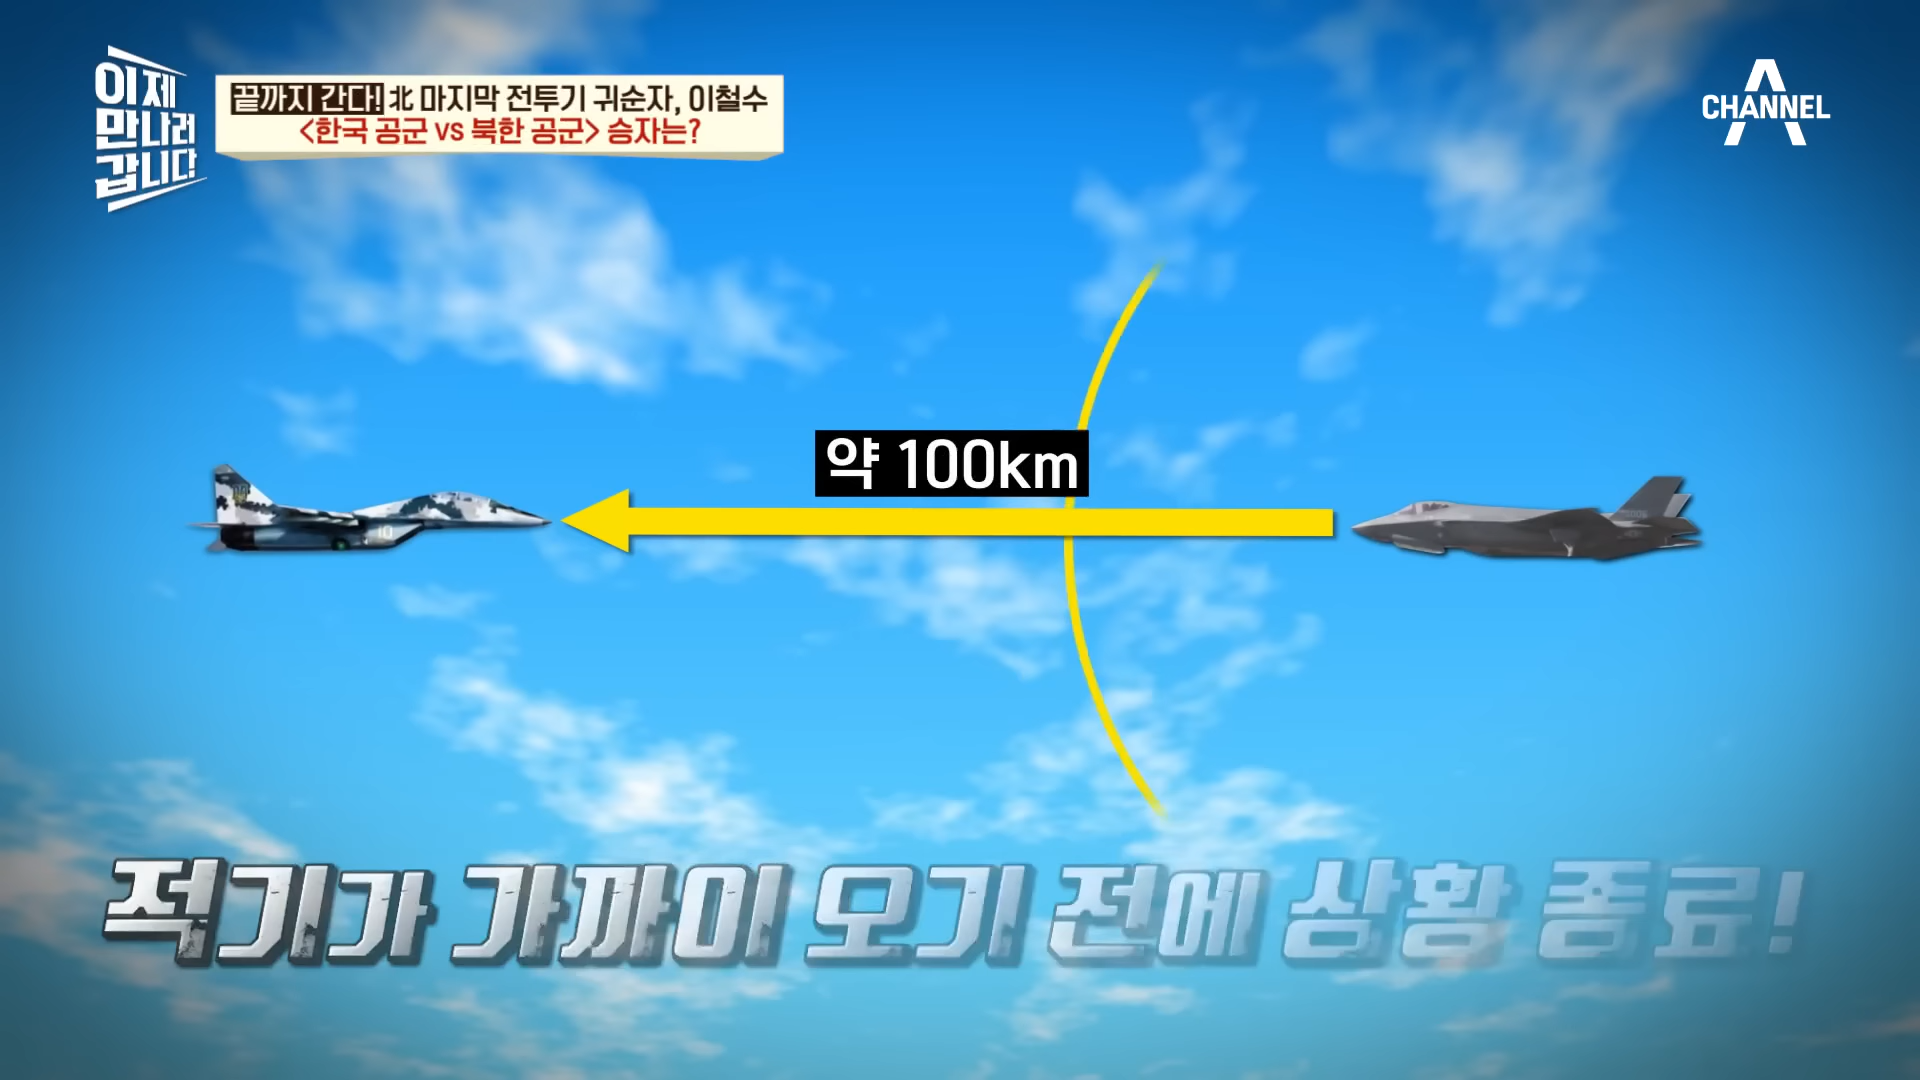 이제
만나러
갑니다
끝까지 간다! 北 마지막 전투기 귀순자, 이철수
<한국 공군 vs 북한 공군> 승자는?
CHANNEL A
약 100km
10
적기가 가까이 오기 전에 상황 종료!